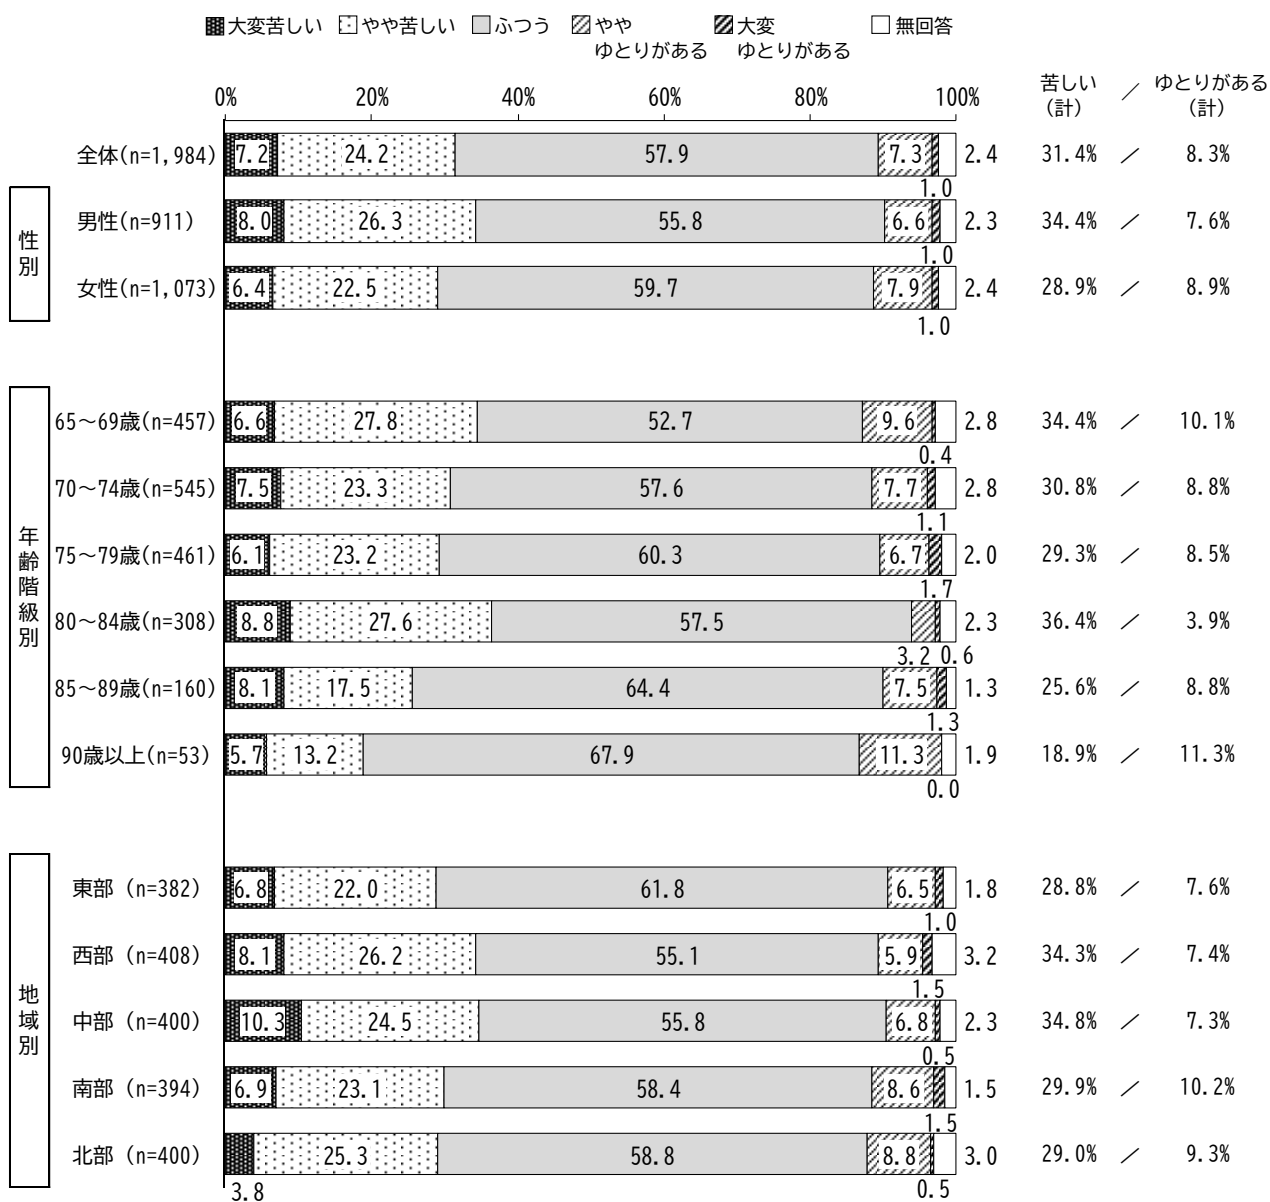 大変苦しい やや苦しい ふつう やや 大変 無回答
ゆとりがある ゆとりがある
0% 20% 40% 60% 80% 100% 苦しい(計) ／ ゆとりがある(計)
全体(n=1,984) 7.2 24.2 57.9 7.3 1.0 2.4 31.4% ／ 8.3%
性別
男性(n=911) 8.0 26.3 55.8 6.6 1.0 2.3 34.4% ／ 7.6%
女性(n=1,073) 6.4 22.5 59.7 7.9 1.0 2.4 28.9% ／ 8.9%
年齢階級別
65～69歳(n=457) 6.6 27.8 52.7 9.6 0.4 2.8 34.4% ／ 10.1%
70～74歳(n=545) 7.5 23.3 57.6 7.7 1.1 2.8 30.8% ／ 8.8%
75～79歳(n=461) 6.1 23.2 60.3 6.7 1.7 2.0 29.3% ／ 8.5%
80～84歳(n=308) 8.8 27.6 57.5 3.2 0.6 2.3 36.4% ／ 3.9%
85～89歳(n=160) 8.1 17.5 64.4 7.5 1.3 1.3 25.6% ／ 8.8%
90歳以上(n=53) 5.7 13.2 67.9 11.3 0.0 1.9 18.9% ／ 11.3%
地域別
東部 (n=382) 6.8 22.0 61.8 6.5 1.0 1.8 28.8% ／ 7.6%
西部 (n=408) 8.1 26.2 55.1 5.9 1.5 3.2 34.3% ／ 7.4%
中部 (n=400) 10.3 24.5 55.8 6.8 0.5 2.3 34.8% ／ 7.3%
南部 (n=394) 6.9 23.1 58.4 8.6 1.5 1.5 29.9% ／ 10.2%
北部 (n=400) 3.8 25.3 58.8 8.8 0.5 3.0 29.0% ／ 9.3%